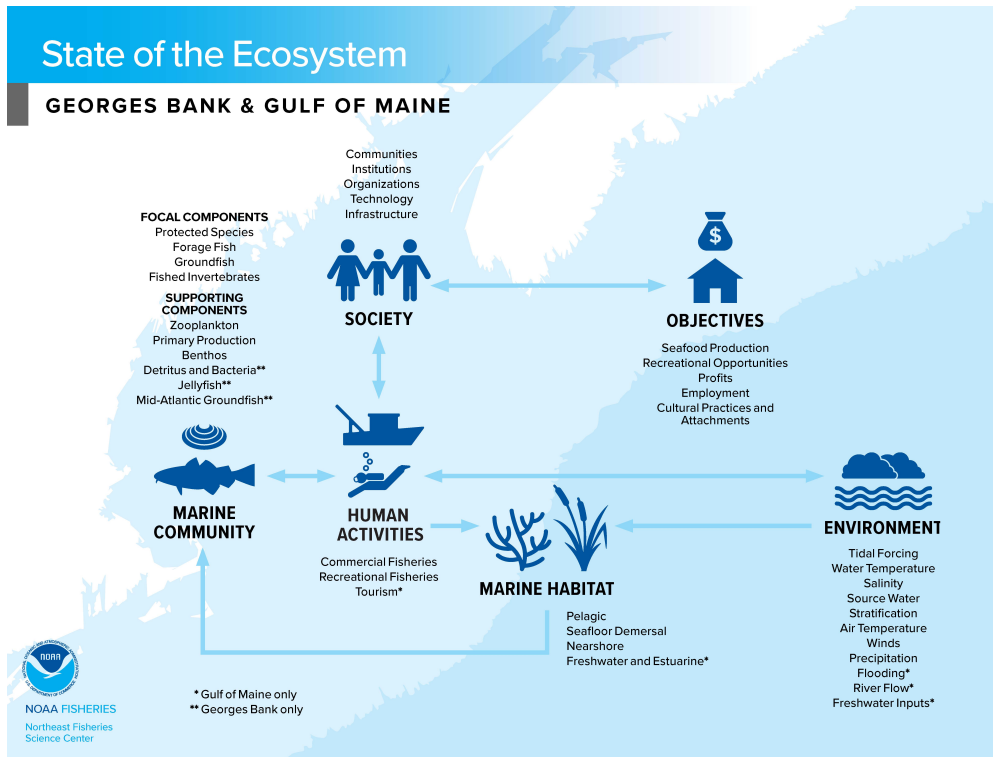 State of the Ecosystem
GEORGES BANK & GULF OF MAINE
Communities
Institutions
Organizations
Technology
Infrastructure
SOCIETY
FOCAL COMPONENTS
Protected Species
Forage Fish
Groundfish
Fished Invertebrates
SUPPORTING
COMPONENTS
Zooplankton
Primary Production
Benthos
Detritus and Bacteria**
Jellyfish**
Mid-Atlantic Groundfish**
MARINE
COMMUNITY
$
OBJECTIVES
Seafood Production
Recreational Opportunities
Profits
Employment
Cultural Practices and
Attachments
HUMAN
ACTIVITIES
Commercial Fisheries
Recreational Fisheries
Tourism*
MARINE HABITAT
Pelagic
Seafloor Demersal
Nearshore
Freshwater and Estuarine*
ENVIRONMENT
Tidal Forcing
Water Temperature
Salinity
Source Water
Stratification
Air Temperature
Winds
Precipitation
Flooding*
River Flow*
Freshwater Inputs*
* Gulf of Maine only
** Georges Bank only
NOAA
NOAA FISHERIES
Northeast Fisheries
Science Center